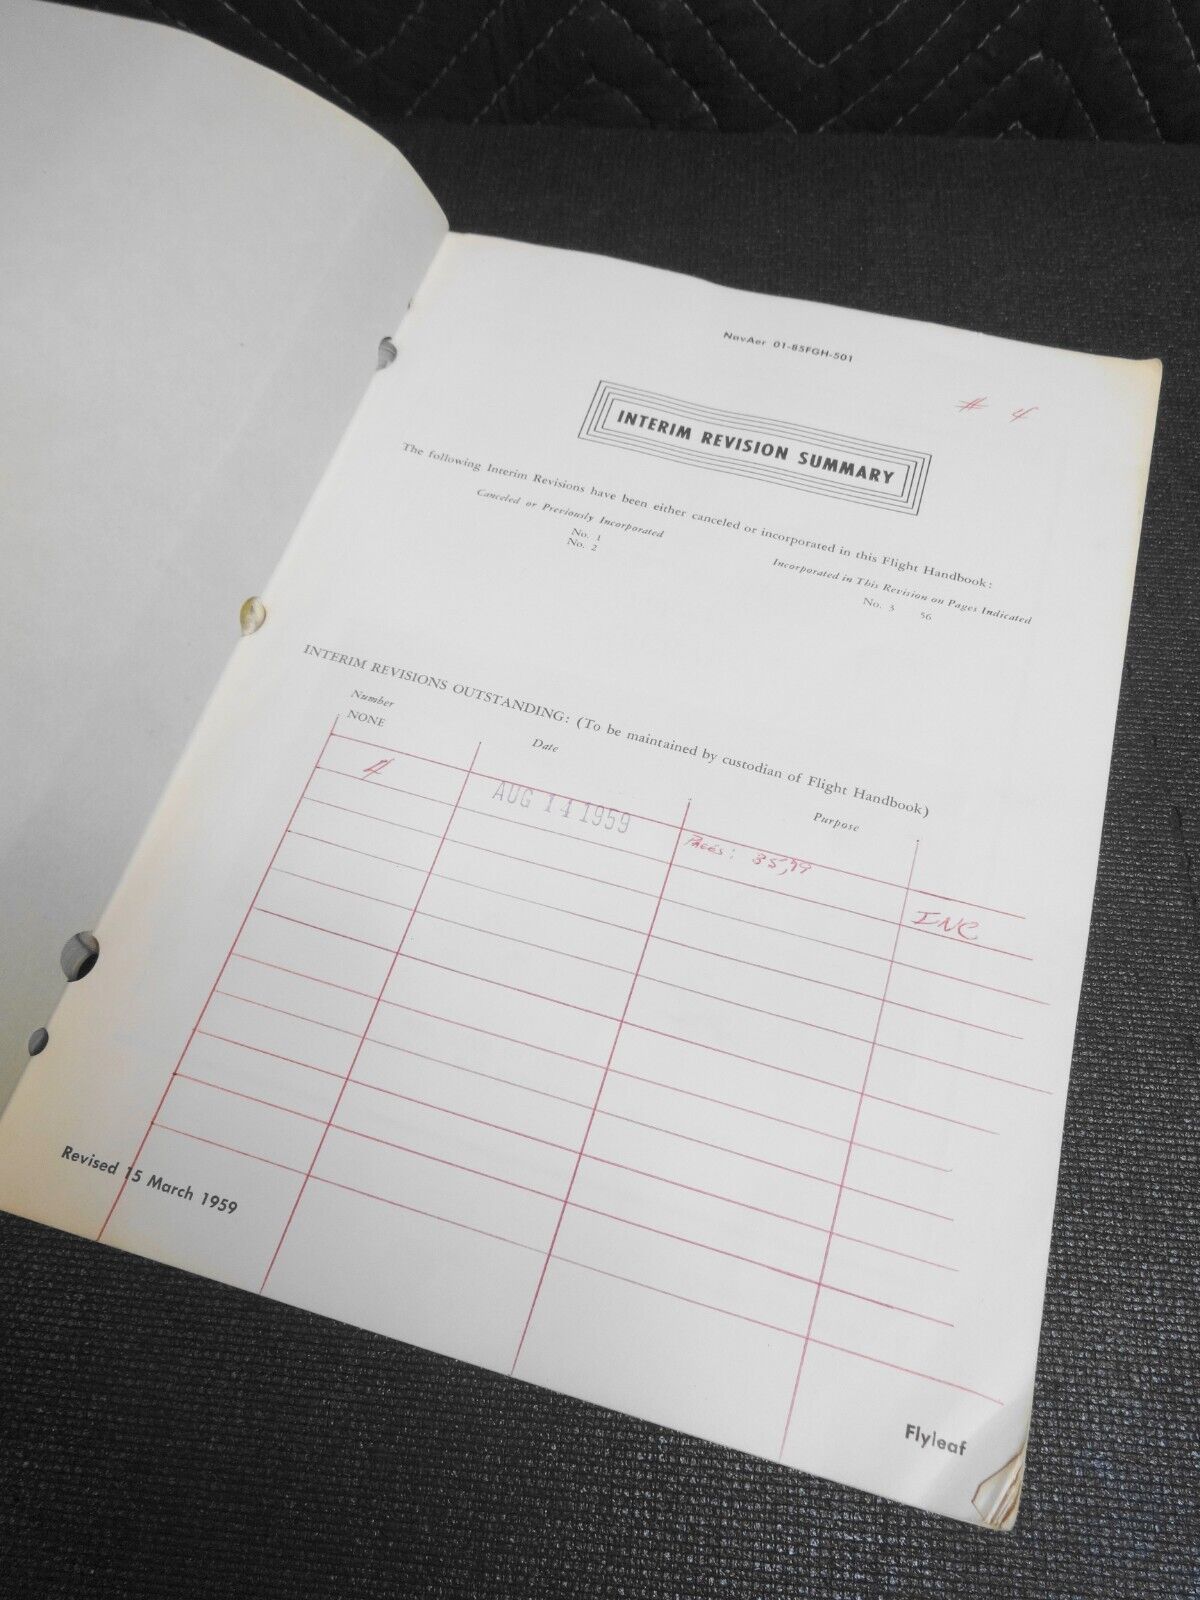 NavAer 01-85FGH-501
# 4
INTERIM REVISION SUMMARY
The following Interim Revisions have been either canceled or incorporated in this Flight Handbook:
Canceled or Previously Incorporated
No. 1
No. 2
Incorporated in This Revision on Pages Indicated
No. 3 56
INTERIM REVISIONS OUTSTANDING: (To be maintained by custodian of Flight Handbook)
Number Date Purpose
NONE
4 AUG 14 1959 Pages: 35, INC
Revised 15 March 1959
Flyleaf